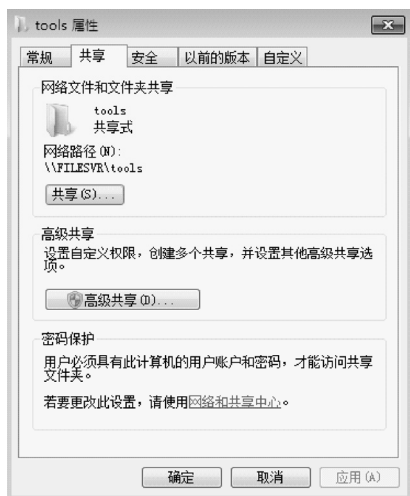 tools 属性
常规 共享 安全 以前的版本 自定义
网络文件和文件夹共享
tools
共享式
网络路径(N):
\\FILESVR\tools
共享(S)...
高级共享
设置自定义权限，创建多个共享，并设置其他高级共享选
项。
高级共享(D)...
密码保护
用户必须具有此计算机的用户账户和密码，才能访问共享
文件夹。
若要更改此设置，请使用网络和共享中心。
确定 取消 应用(A)